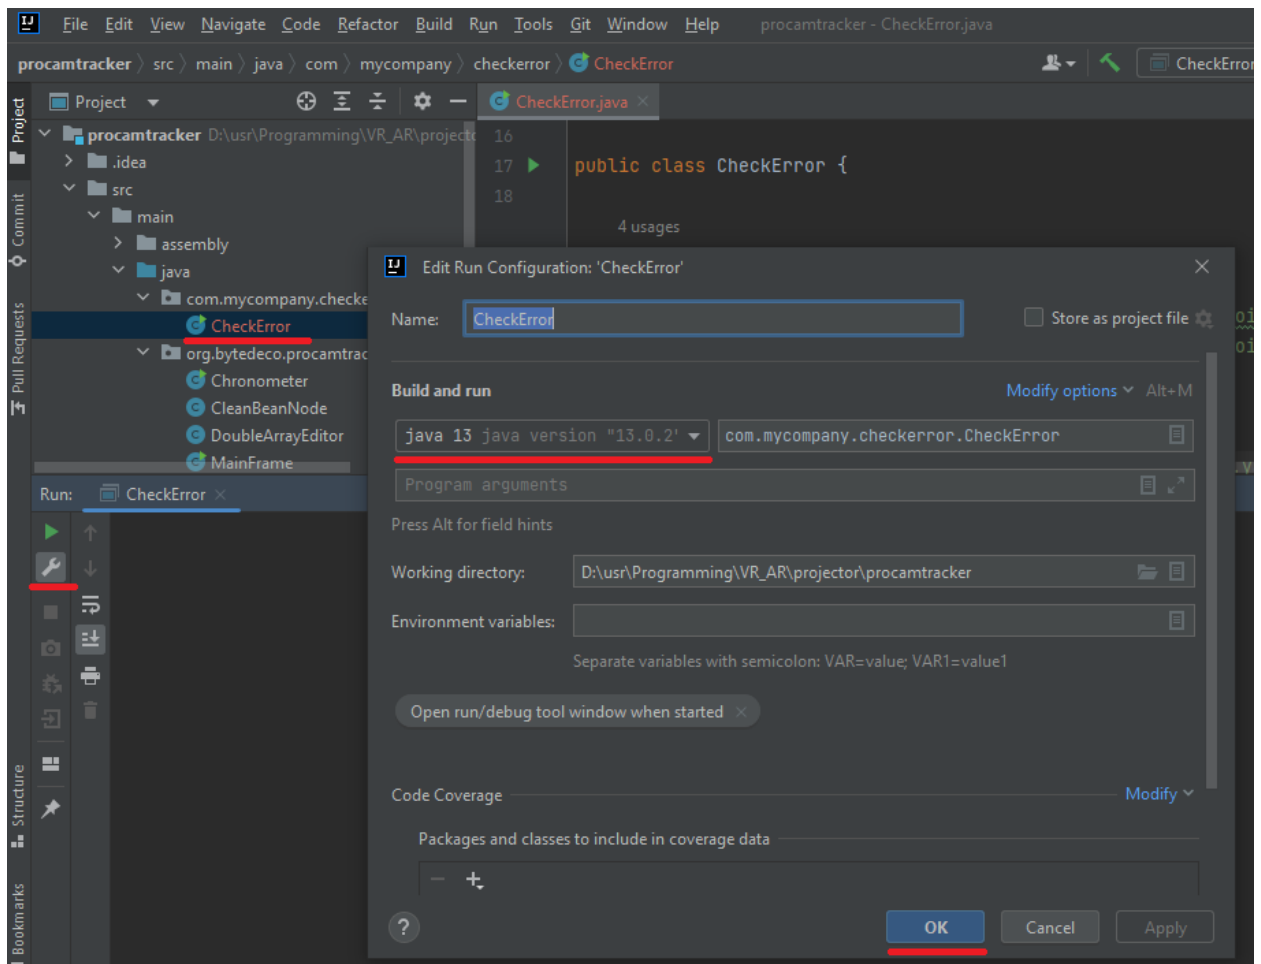 File Edit View Navigate Code Refactor Build Run Tools Git Window Help procamtracker - CheckError.java
procamtracker src main java com mycompany checkerror CheckError CheckError
Project
Project CheckError.java
procamtracker D:\usr\Programming\VR_AR\projectc 16
.idea 17 public class CheckError {
src 18
main 4 usages
assembly
java
com.mycompany.checke
CheckError
org.bytedeco.procamtrac
Chronometer
CleanBeanNode
DoubleArrayEditor
MainFrame
Commit
Pull Requests
Edit Run Configuration: 'CheckError'
Name: CheckError Store as project file
Build and run Modify options Alt+M
java 13 java version "13.0.2" com.mycompany.checkerror.CheckError
Program arguments
Press Alt for field hints
Working directory: D:\usr\Programming\VR_AR\projector\procamtracker
Environment variables:
Separate variables with semicolon: VAR=value; VAR1=value1
Open run/debug tool window when started
Code Coverage Modify
Packages and classes to include in coverage data
? OK Cancel Apply
Run: CheckError
Structure
Bookmarks